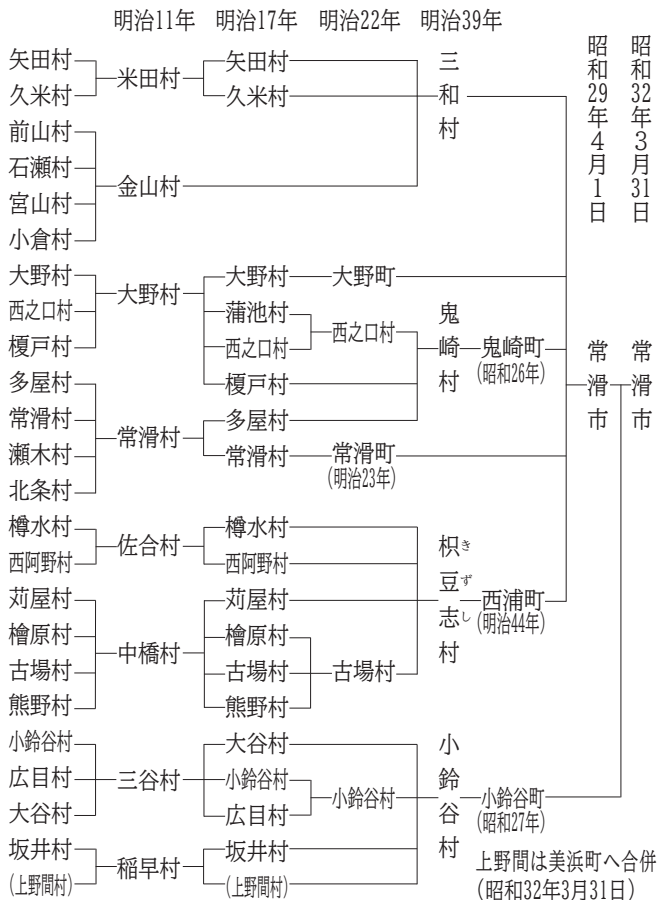 明治11年 明治17年 明治22年 明治39年
昭和29年4月1日
昭和32年3月31日
矢田村
久米村
前山村
石瀬村
宮山村
小倉村
大野村
西之口村
榎戸村
多屋村
常滑村
瀬木村
北条村
樽水村
西阿野村
苅屋村
檜原村
古場村
熊野村
小鈴谷村
広目村
大谷村
坂井村
(上野間村)
米田村
金山村
大野村
常滑村
佐合村
中橋村
三谷村
稲早村
矢田村
久米村
大野村
蒲池村
西之口村
榎戸村
多屋村
常滑村
樽水村
西阿野村
苅屋村
檜原村
古場村
熊野村
大谷村
小鈴谷村
広目村
坂井村
(上野間村)
大野町
西之口村
常滑町
(明治23年)
古場村
小鈴谷村
三和村
鬼崎村
枳豆志村
きずし
小鈴谷村
鬼崎町
(昭和26年)
西浦町
(明治44年)
小鈴谷町
(昭和27年)
常滑市
常滑市
上野間は美浜町へ合併
(昭和32年3月31日)